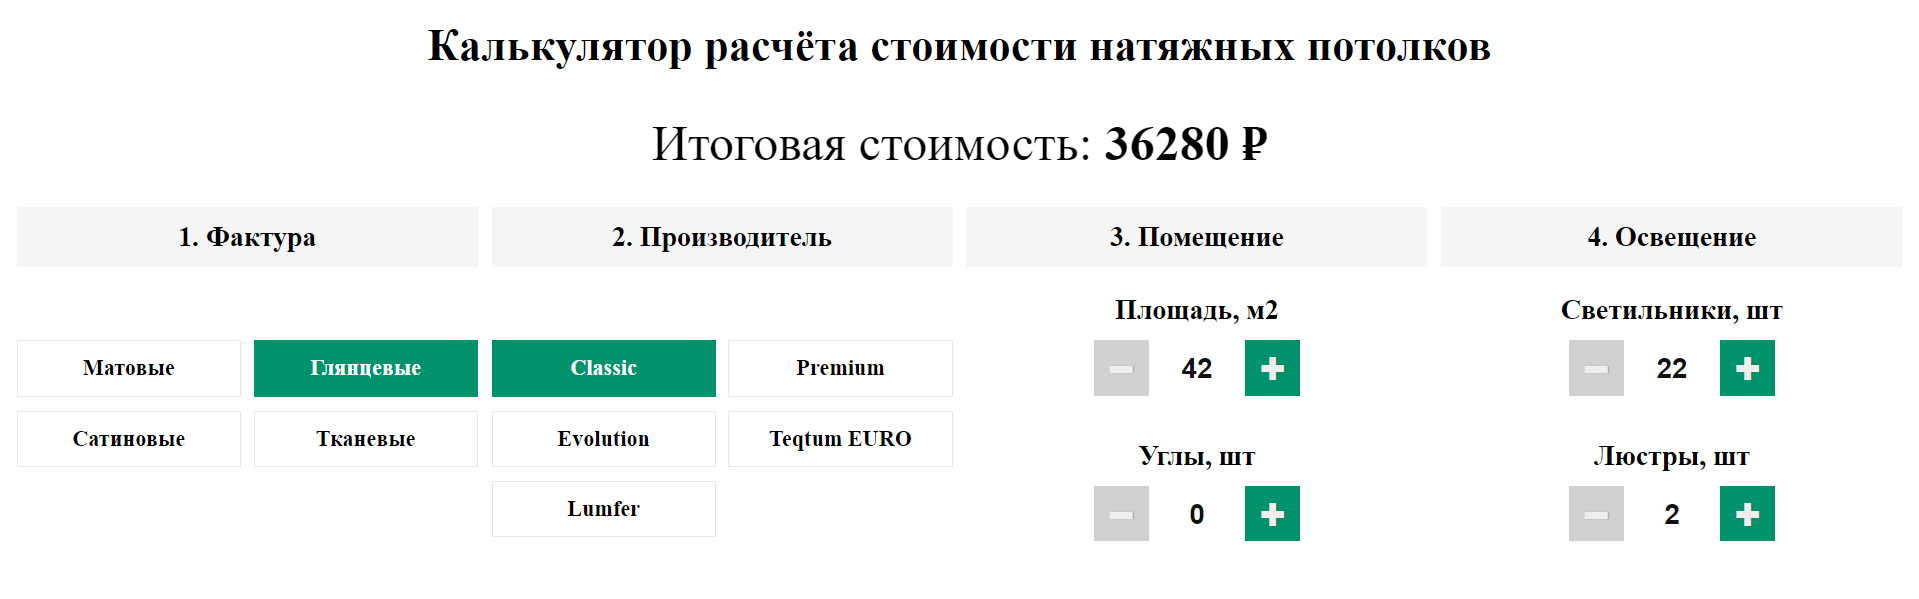 Калькулятор расчёта стоимости натяжных потолков
Итоговая стоимость: 36280 ₽
1. Фактура
Матовые
Глянцевые
Сатиновые
Тканевые
2. Производитель
Classic
Premium
Evolution
Teqtum EURO
Lumfer
3. Помещение
Площадь, м2
42
Углы, шт
0
4. Освещение
Светильники, шт
22
Люстры, шт
2